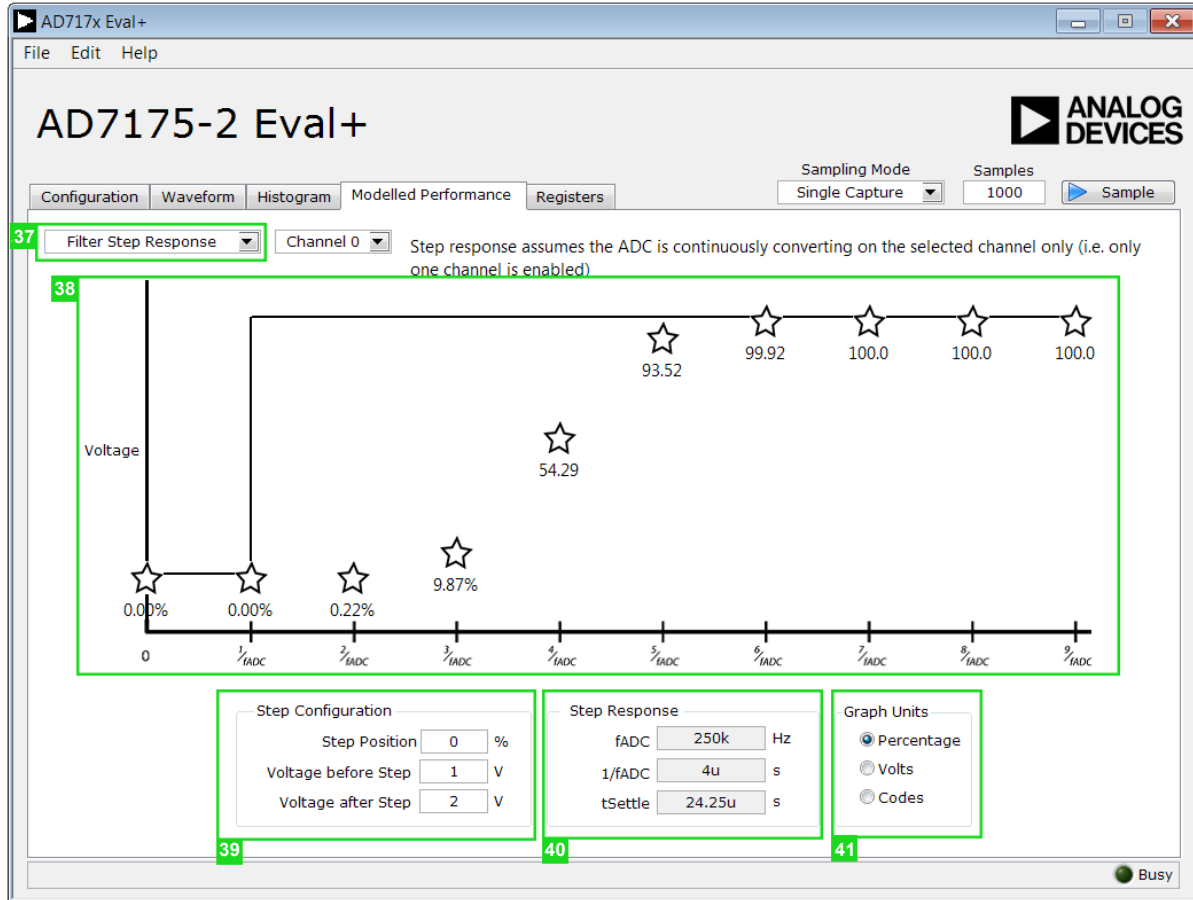 AD717x Eval+
File Edit Help
AD7175-2 Eval+
ANALOG
DEVICES
Sampling Mode Samples
Configuration Waveform Histogram Modelled Performance Registers Single Capture 1000 Sample
37 Filter Step Response Channel 0 Step response assumes the ADC is continuously converting on the selected channel only (i.e. only
one channel is enabled)
38
99.92 100.0 100.0 100.0
93.52
Voltage
54.29
9.87%
0.00% 0.00% 0.22%
0 1/fADC 2/fADC 3/fADC 4/fADC 5/fADC 6/fADC 7/fADC 8/fADC 9/fADC
Step Configuration
Step Position 0 %
Voltage before Step 1 V
Voltage after Step 2 V
39
Step Response
fADC 250k Hz
1/fADC 4u s
tSettle 24.25u s
40
Graph Units
Percentage
Volts
Codes
41
Busy